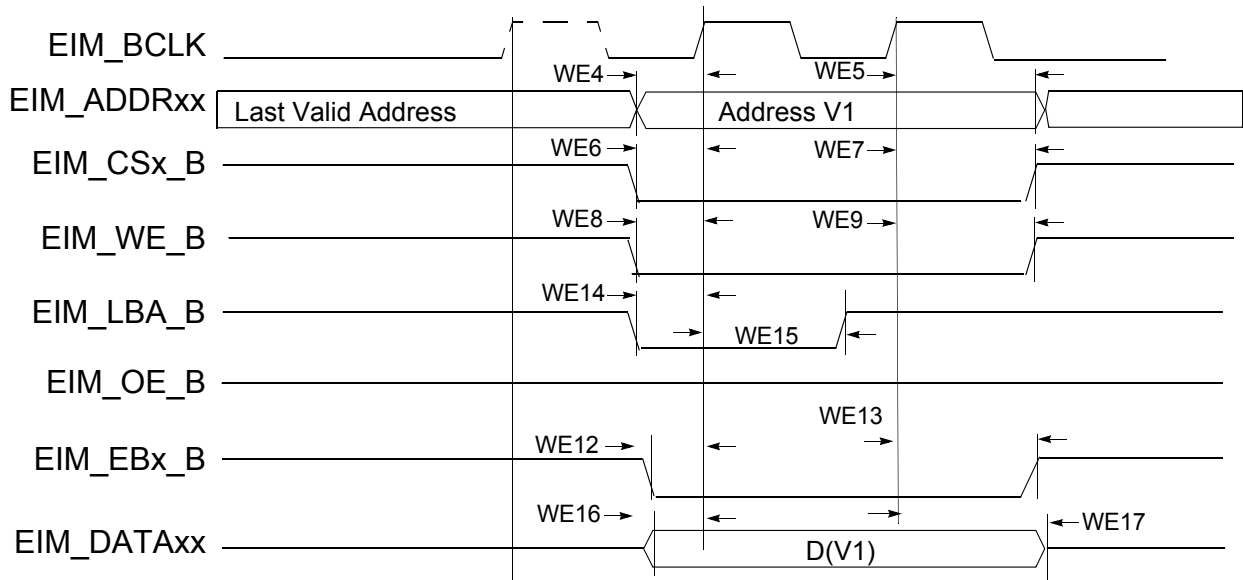 EIM_BCLK
WE4
WE5
EIM_ADDRxx
Last Valid Address
Address V1
WE6
WE7
EIM_CSx_B
WE8
WE9
EIM_WE_B
WE14
EIM_LBA_B
WE15
EIM_OE_B
WE13
WE12
EIM_EBx_B
WE16
WE17
EIM_DATAxx
D(V1)